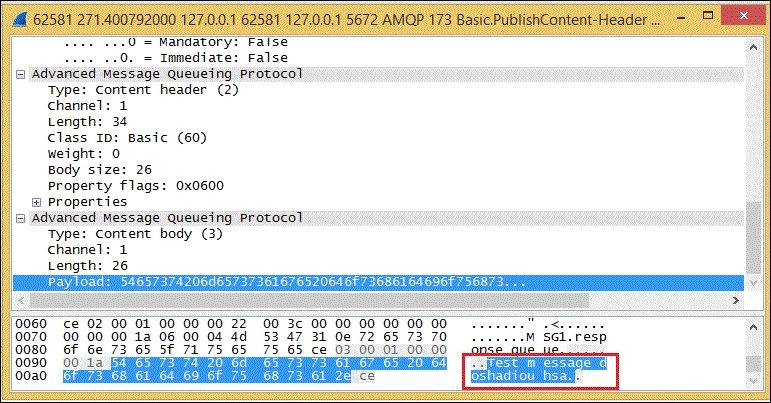 62581 271.400792000 127.0.0.1 62581 127.0.0.1 5672 AMQP 173 Basic.PublishContent-Header ...
.... ...0 = Mandatory: False
.... ..0. = Immediate: False
Advanced Message Queueing Protocol
Type: Content header (2)
Channel: 1
Length: 34
Class ID: Basic (60)
Weight: 0
Body size: 26
Property flags: 0x0600
Properties
Advanced Message Queueing Protocol
Type: Content body (3)
Channel: 1
Length: 26
Payload: 54657374206d65737361676520646f73686164696f756873...
0060 ce 02 00 01 00 00 00 22 00 3c 00 00 00 00 00 00 ......." .<......
0070 00 00 00 1a 06 00 04 4d 53 47 31 0e 72 65 73 70 .......M SG1.resp
0080 6f 6e 73 65 5f 71 75 65 75 65 ce 03 00 01 00 00 onse_que ue......
0090 00 1a 54 65 73 74 20 6d 65 73 73 61 67 65 20 64 ..Test m essage d
00a0 6f 73 68 61 64 69 6f 75 68 73 61 2e ce oshadiou hsa..